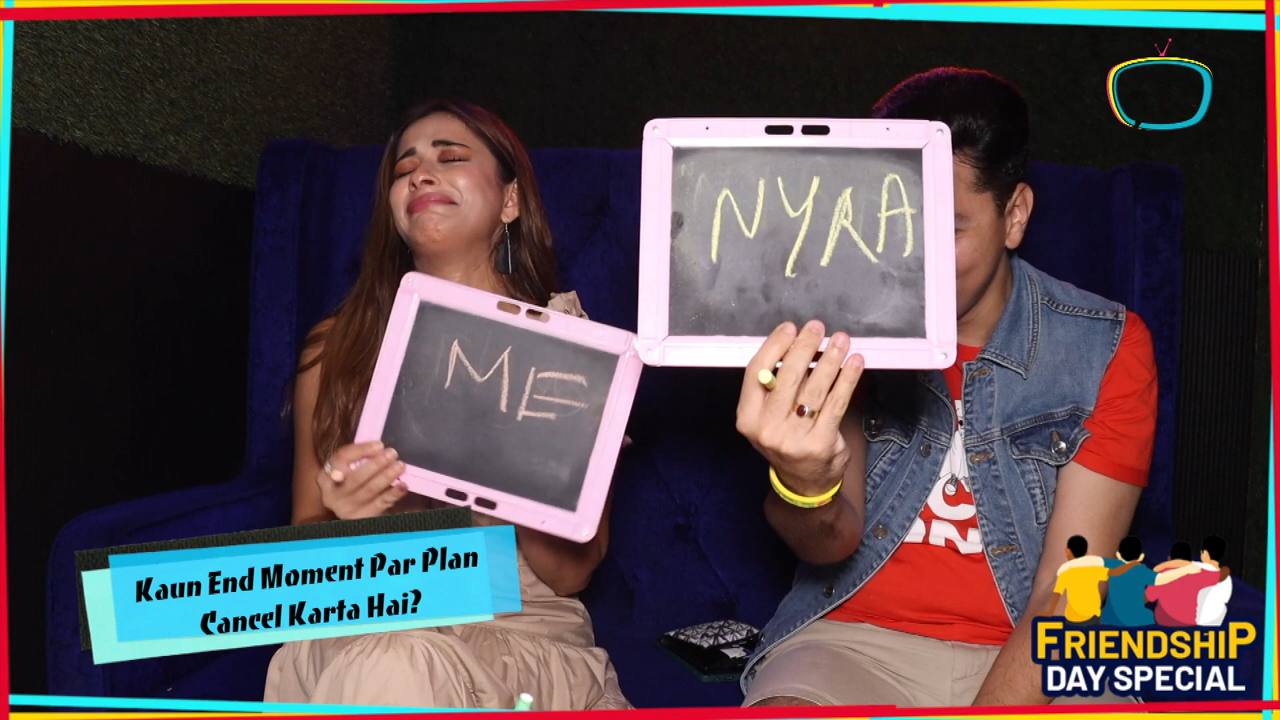 NYRA
ME
Kaun End Moment Par Plan
Cancel Karta Hai?
FRIENDSHIP
DAY SPECIAL